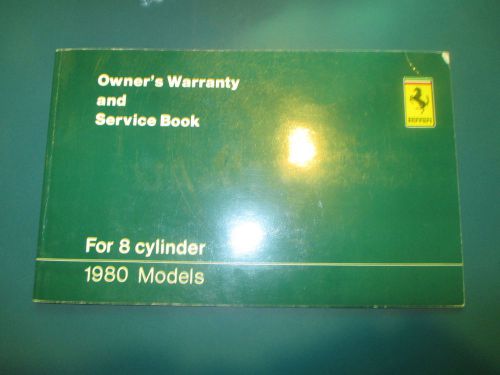 Owner's Warranty
and
Service Book
Ferrari
For 8 cylinder
1980 Models